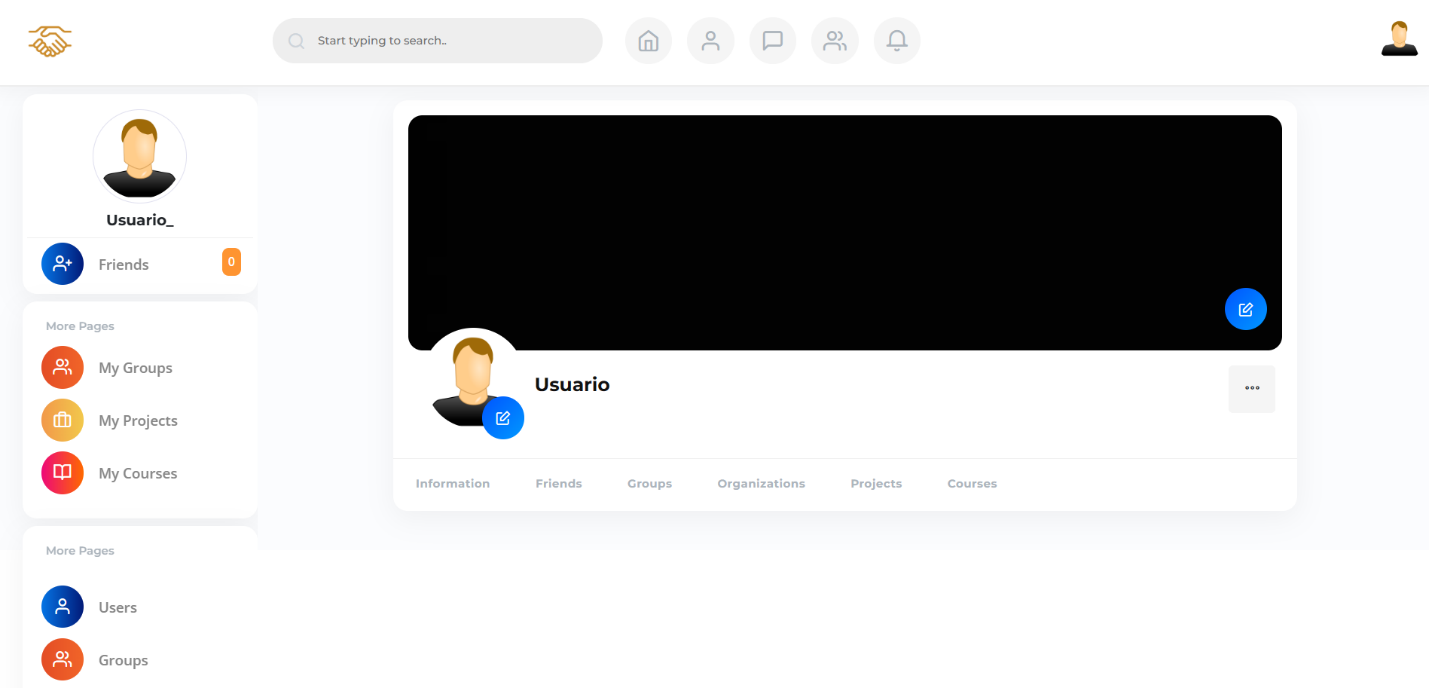 Start typing to search..
Usuario_
Friends
0
More Pages
My Groups
My Projects
My Courses
More Pages
Users
Groups
Usuario
Information
Friends
Groups
Organizations
Projects
Courses